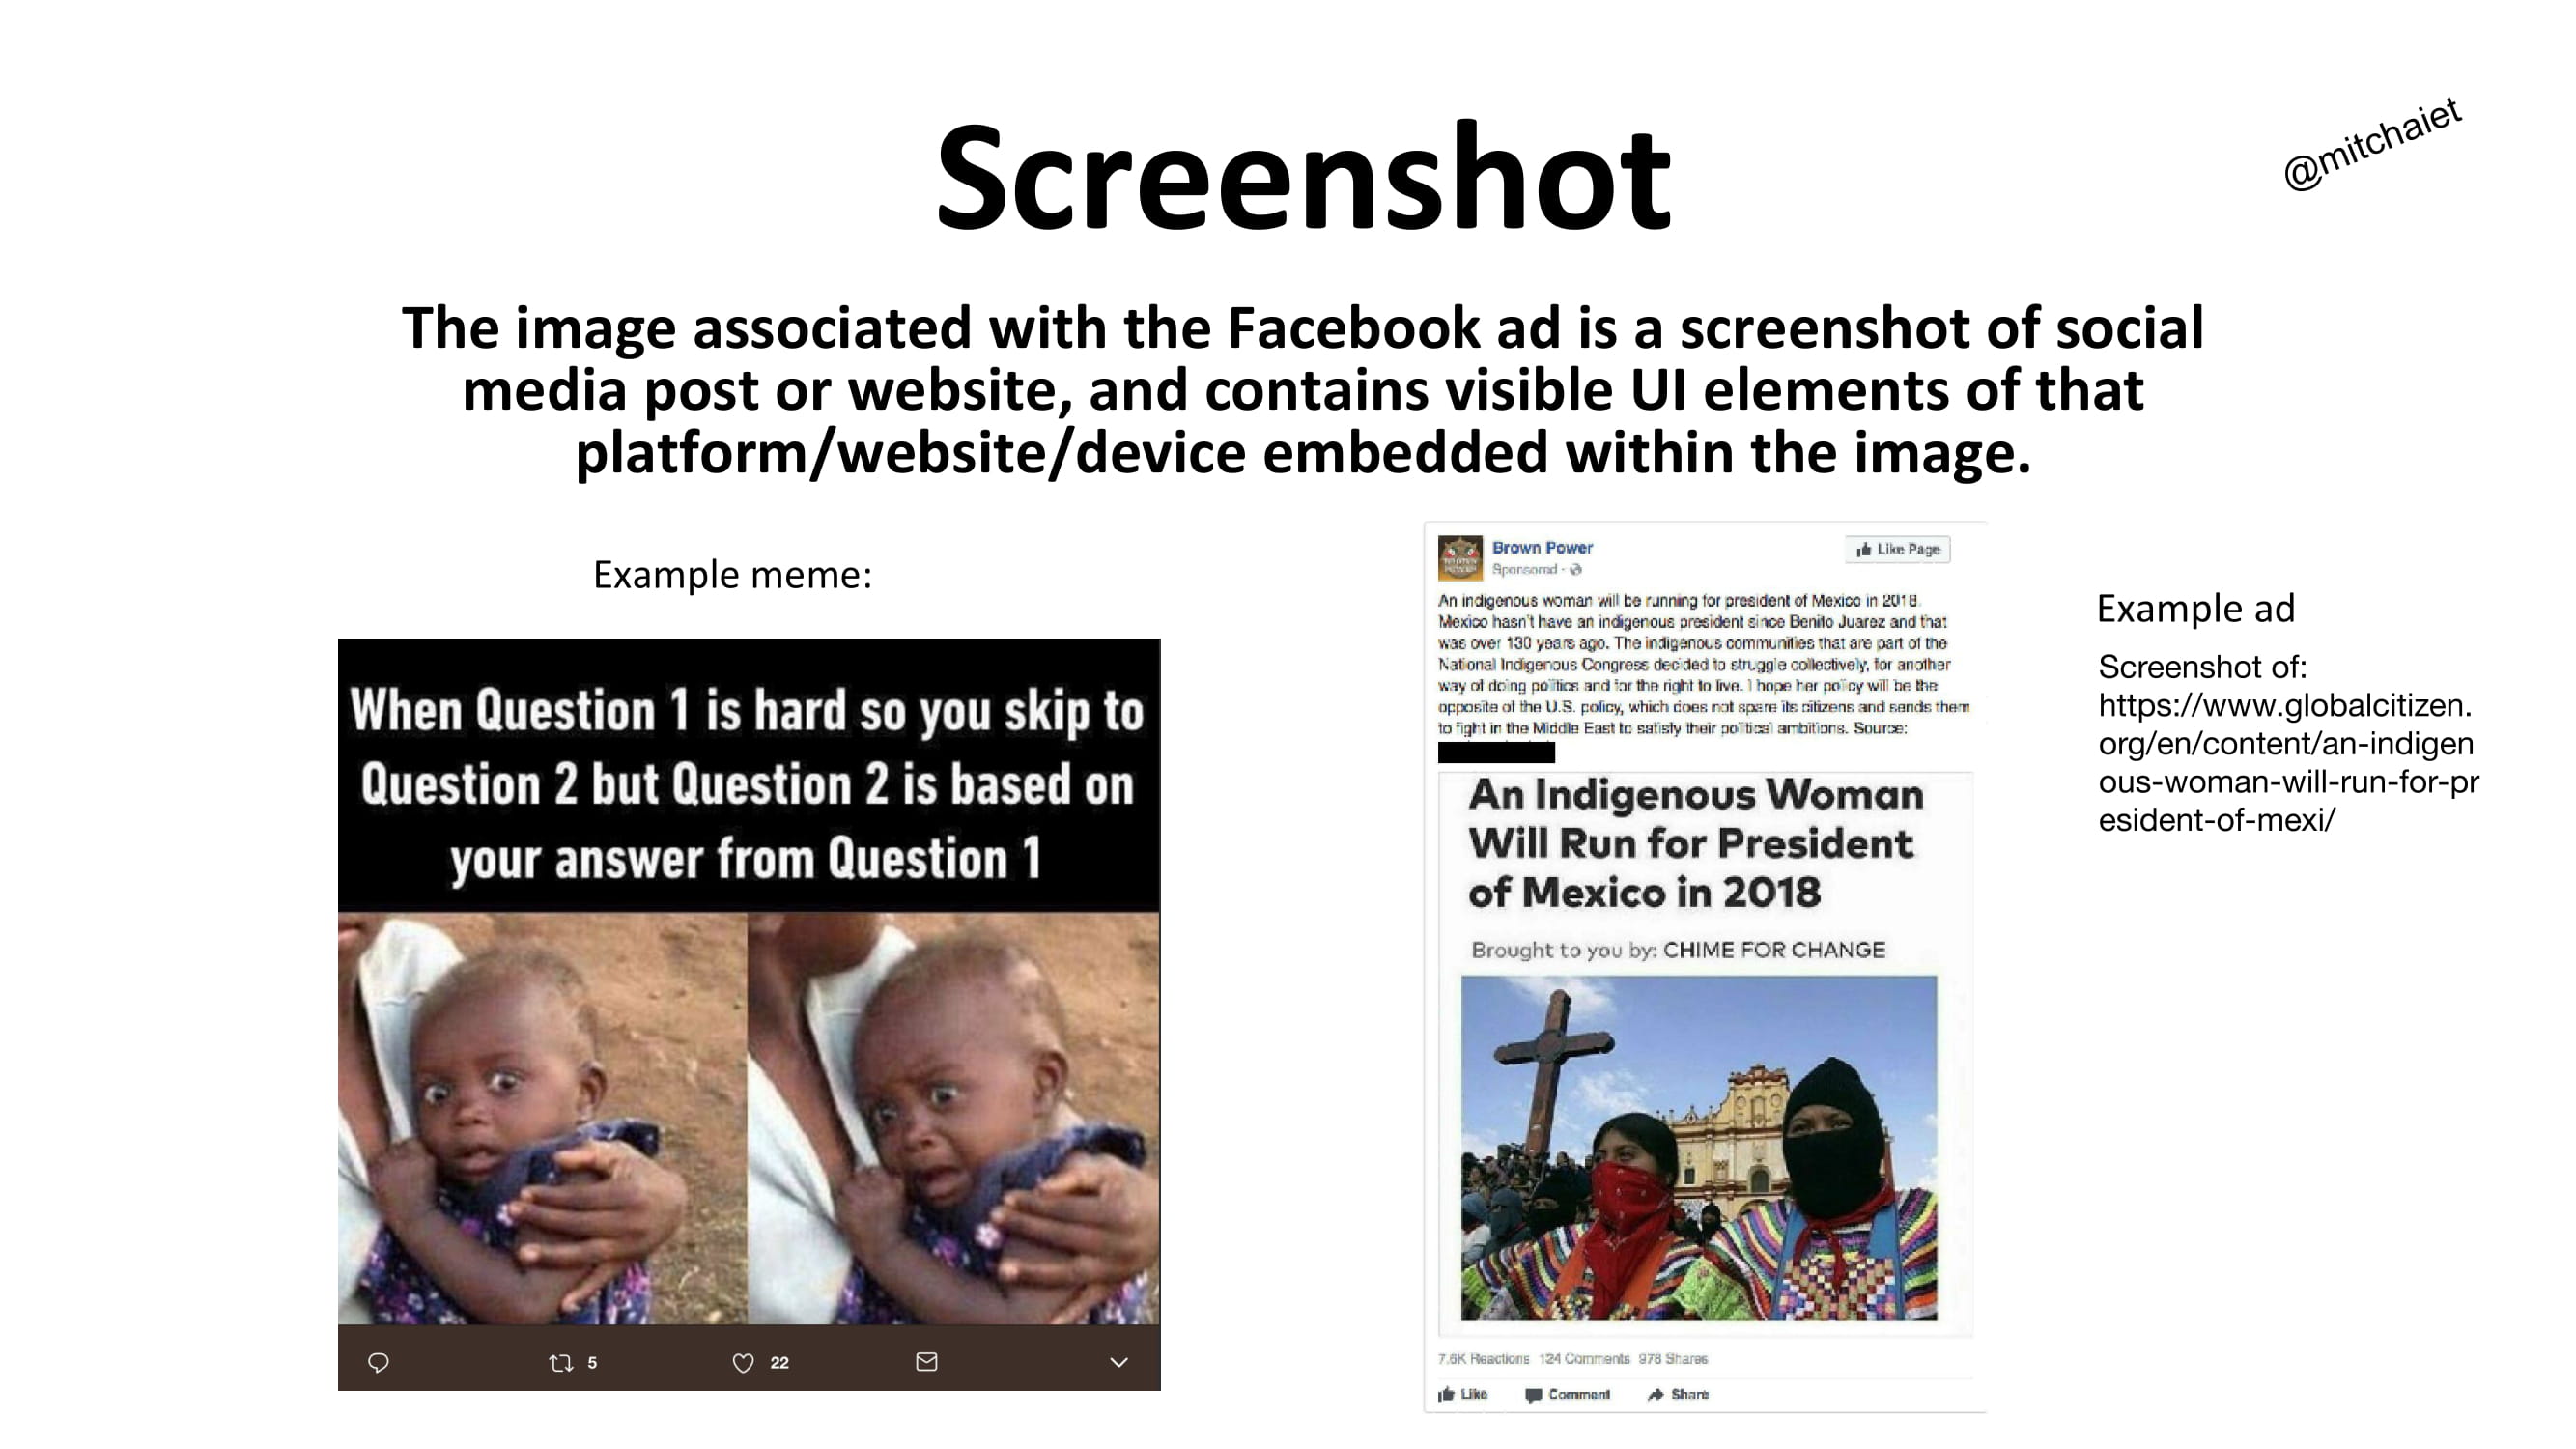 Screenshot
@mitchaiet
The image associated with the Facebook ad is a screenshot of social
media post or website, and contains visible UI elements of that
platform/website/device embedded within the image.
Example meme:
When Question 1 is hard so you skip to
Question 2 but Question 2 is based on
your answer from Question 1
5
22
Brown Power
Like Page
Sponsored ·
An indigenous woman will be running for president of Mexico in 2018.
Mexico hasn't have an indigenous president since Benito Juarez and that
was over 130 years ago. The indigenous communities that are part of the
National Indigenous Congress decided to struggle collectively, for another
way of doing politics and for the right to live. I hope her policy will be the
opposite of the U.S. policy, which does not spare its citizens and sends them
to fight in the Middle East to satisfy their political ambitions. Source:
An Indigenous Woman
Will Run for President
of Mexico in 2018
Brought to you by: CHIME FOR CHANGE
7.6K Reactions 124 Comments 978 Shares
Like Comment Share
Example ad
Screenshot of:
https://www.globalcitizen.
org/en/content/an-indigen
ous-woman-will-run-for-pr
esident-of-mexi/